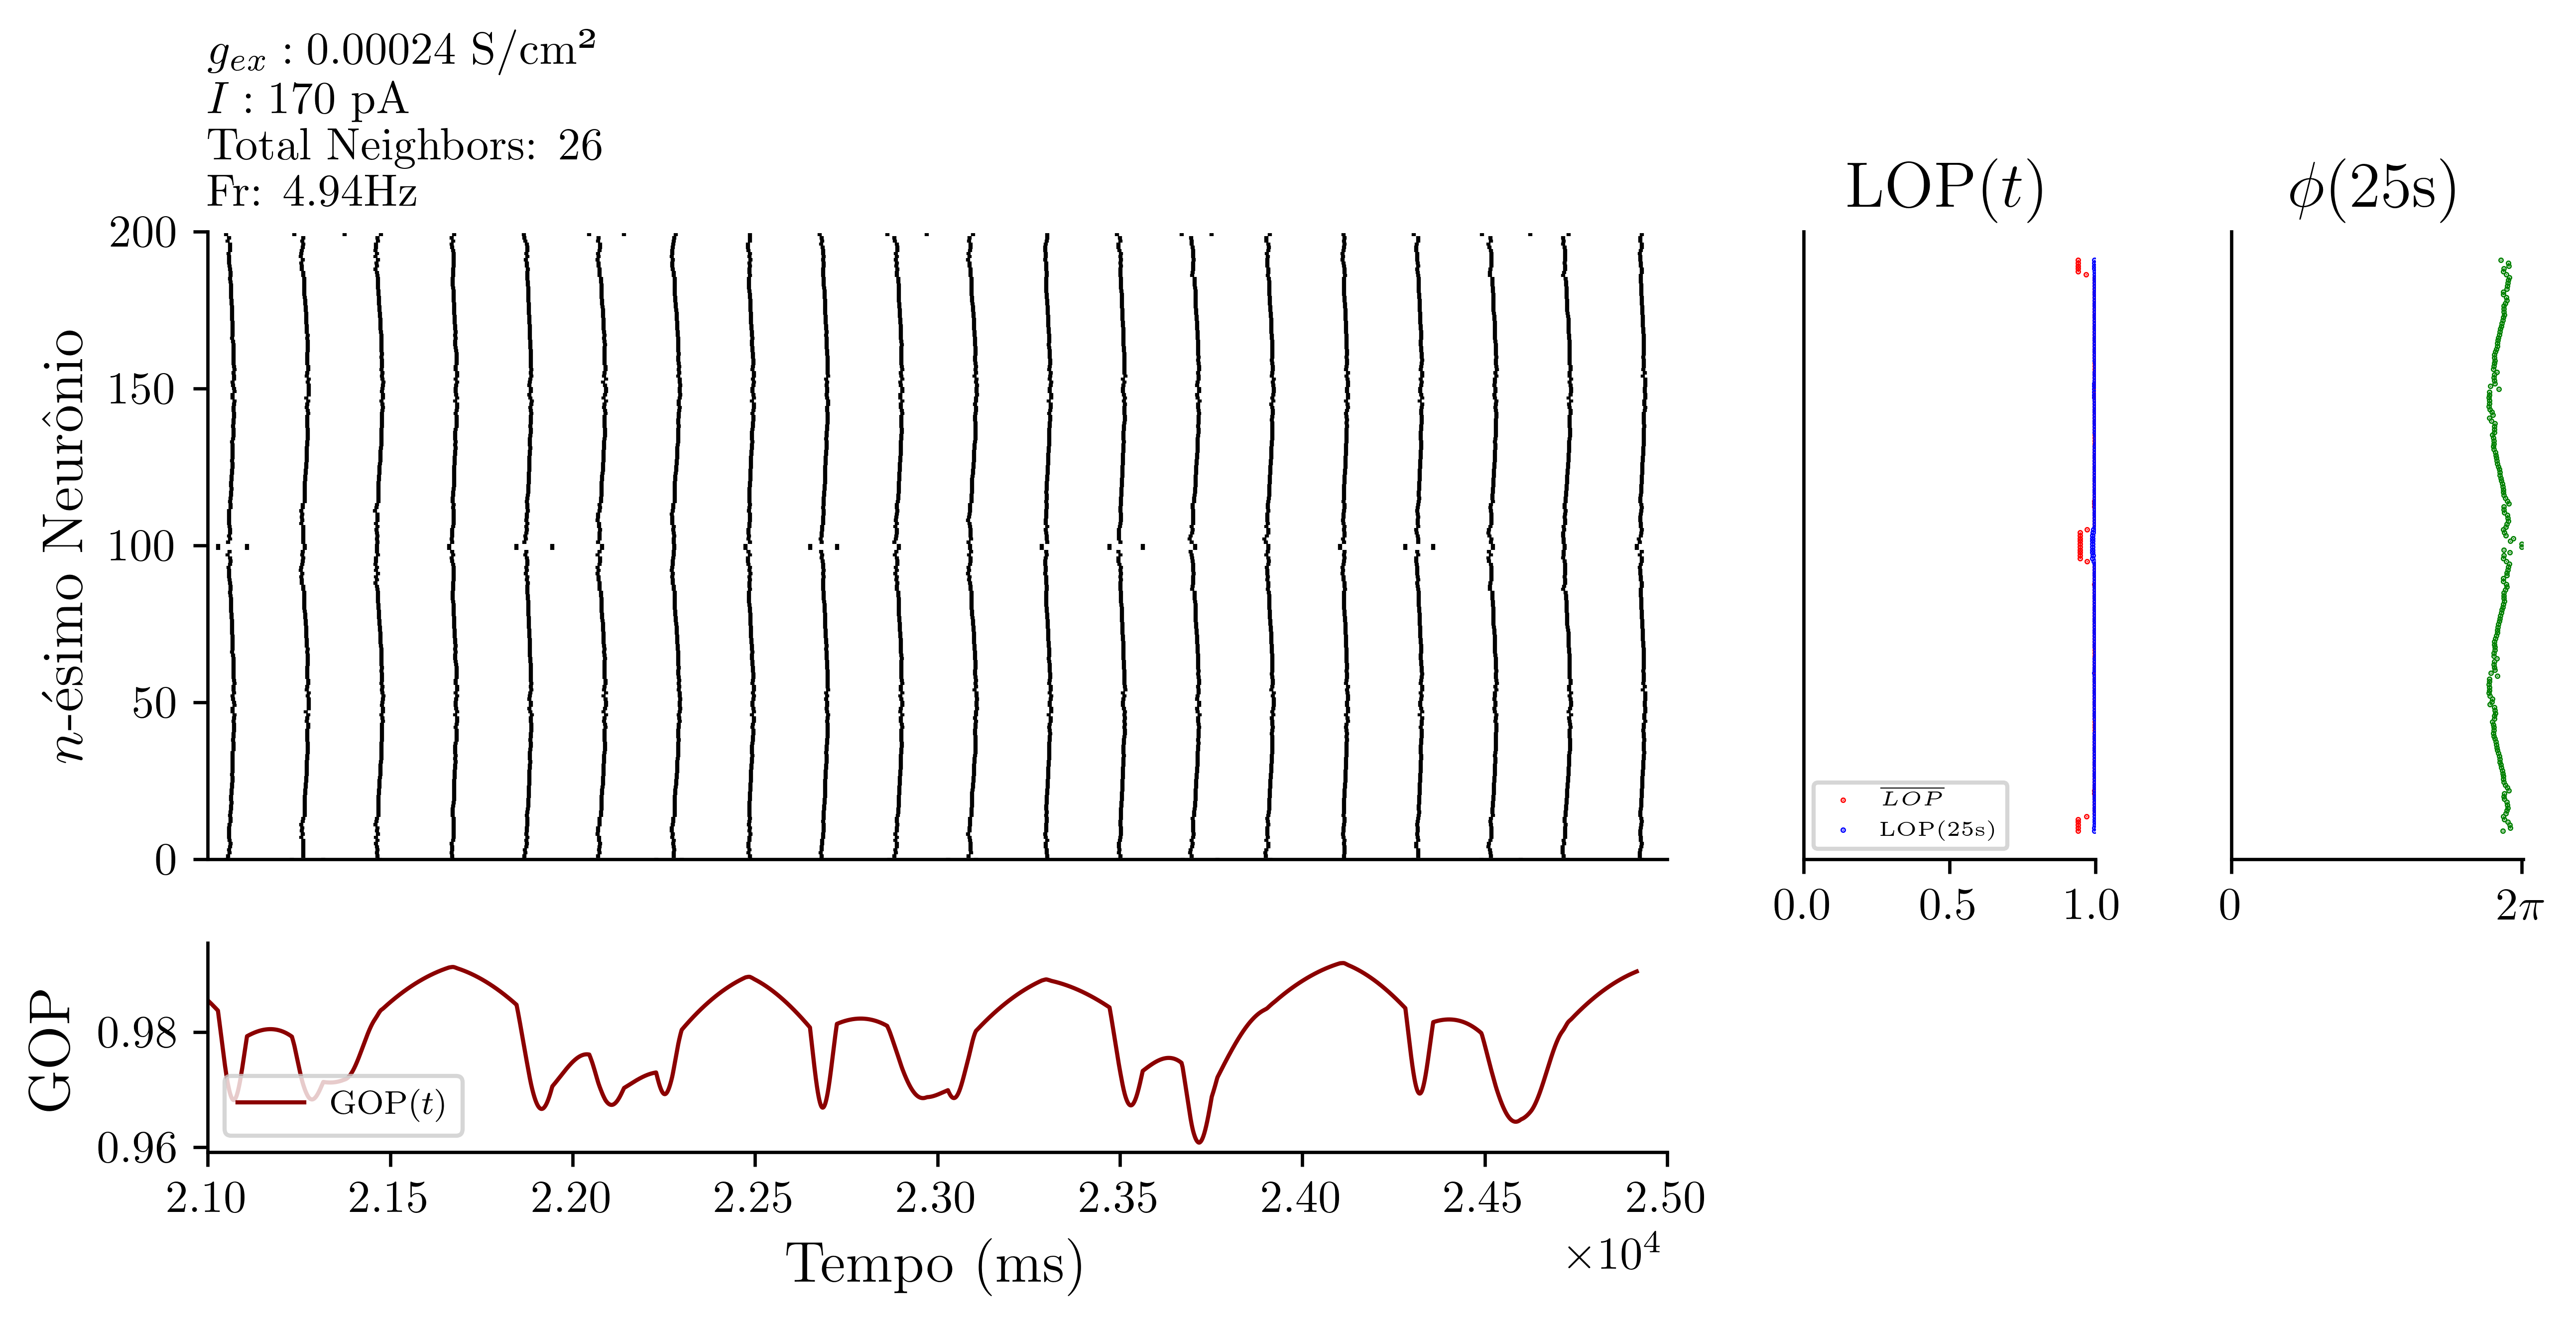 g_ex : 0.00024 S/cm²
I : 170 pA
Total Neighbors: 26
Fr: 4.94Hz
LOP(t)
ϕ(25s)
n-ésimo Neurônio
200
150
100
50
0
LOP
LOP(25s)
0.0 0.5 1.0
0 2π
GOP
0.98
0.96
GOP(t)
2.10 2.15 2.20 2.25 2.30 2.35 2.40 2.45 2.50
×10⁴
Tempo (ms)